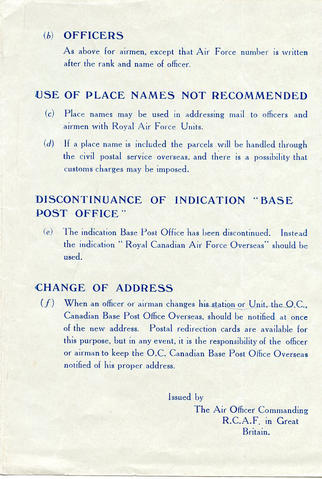 (b) OFFICERS
As above for airmen, except that Air Force number is written
after the rank and name of officer.
USE OF PLACE NAMES NOT RECOMMENDED
(c) Place names may be used in addressing mail to officers and
airmen with Royal Air Force Units.
(d) If a place name is included the parcels will be handled through
the civil postal service overseas, and there is a possibility that
customs charges may be imposed.
DISCONTINUANCE OF INDICATION "BASE
POST OFFICE"
(e) The indication Base Post Office has been discontinued. Instead
the indication "Royal Canadian Air Force Overseas" should be
used.
CHANGE OF ADDRESS
(f) When an officer or airman changes his station or Unit, the O.C.,
Canadian Base Post Office Overseas, should be notified at once
of the new address. Postal redirection cards are available for
this purpose, but in any event, it is the responsibility of the officer
or airman to keep the O.C. Canadian Base Post Office Overseas
notified of his proper address.
Issued by
The Air Officer Commanding
R.C.A.F. in Great
Britain.